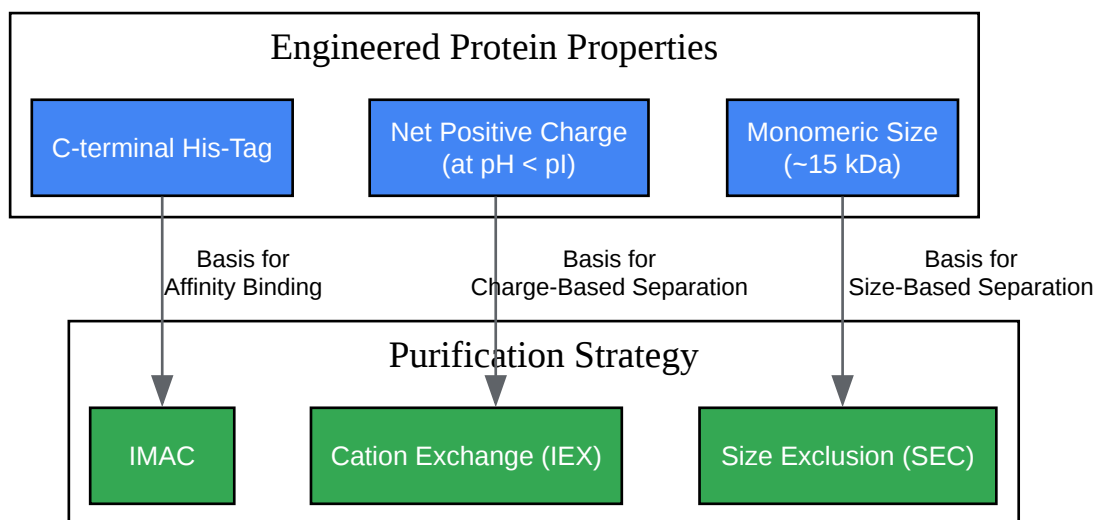 Engineered Protein Properties
C-terminal His-Tag
Net Positive Charge
(at pH < pI)
Monomeric Size
(~15 kDa)
Basis for
Affinity Binding
Basis for
Charge-Based Separation
Basis for
Size-Based Separation
Purification Strategy
IMAC
Cation Exchange (IEX)
Size Exclusion (SEC)